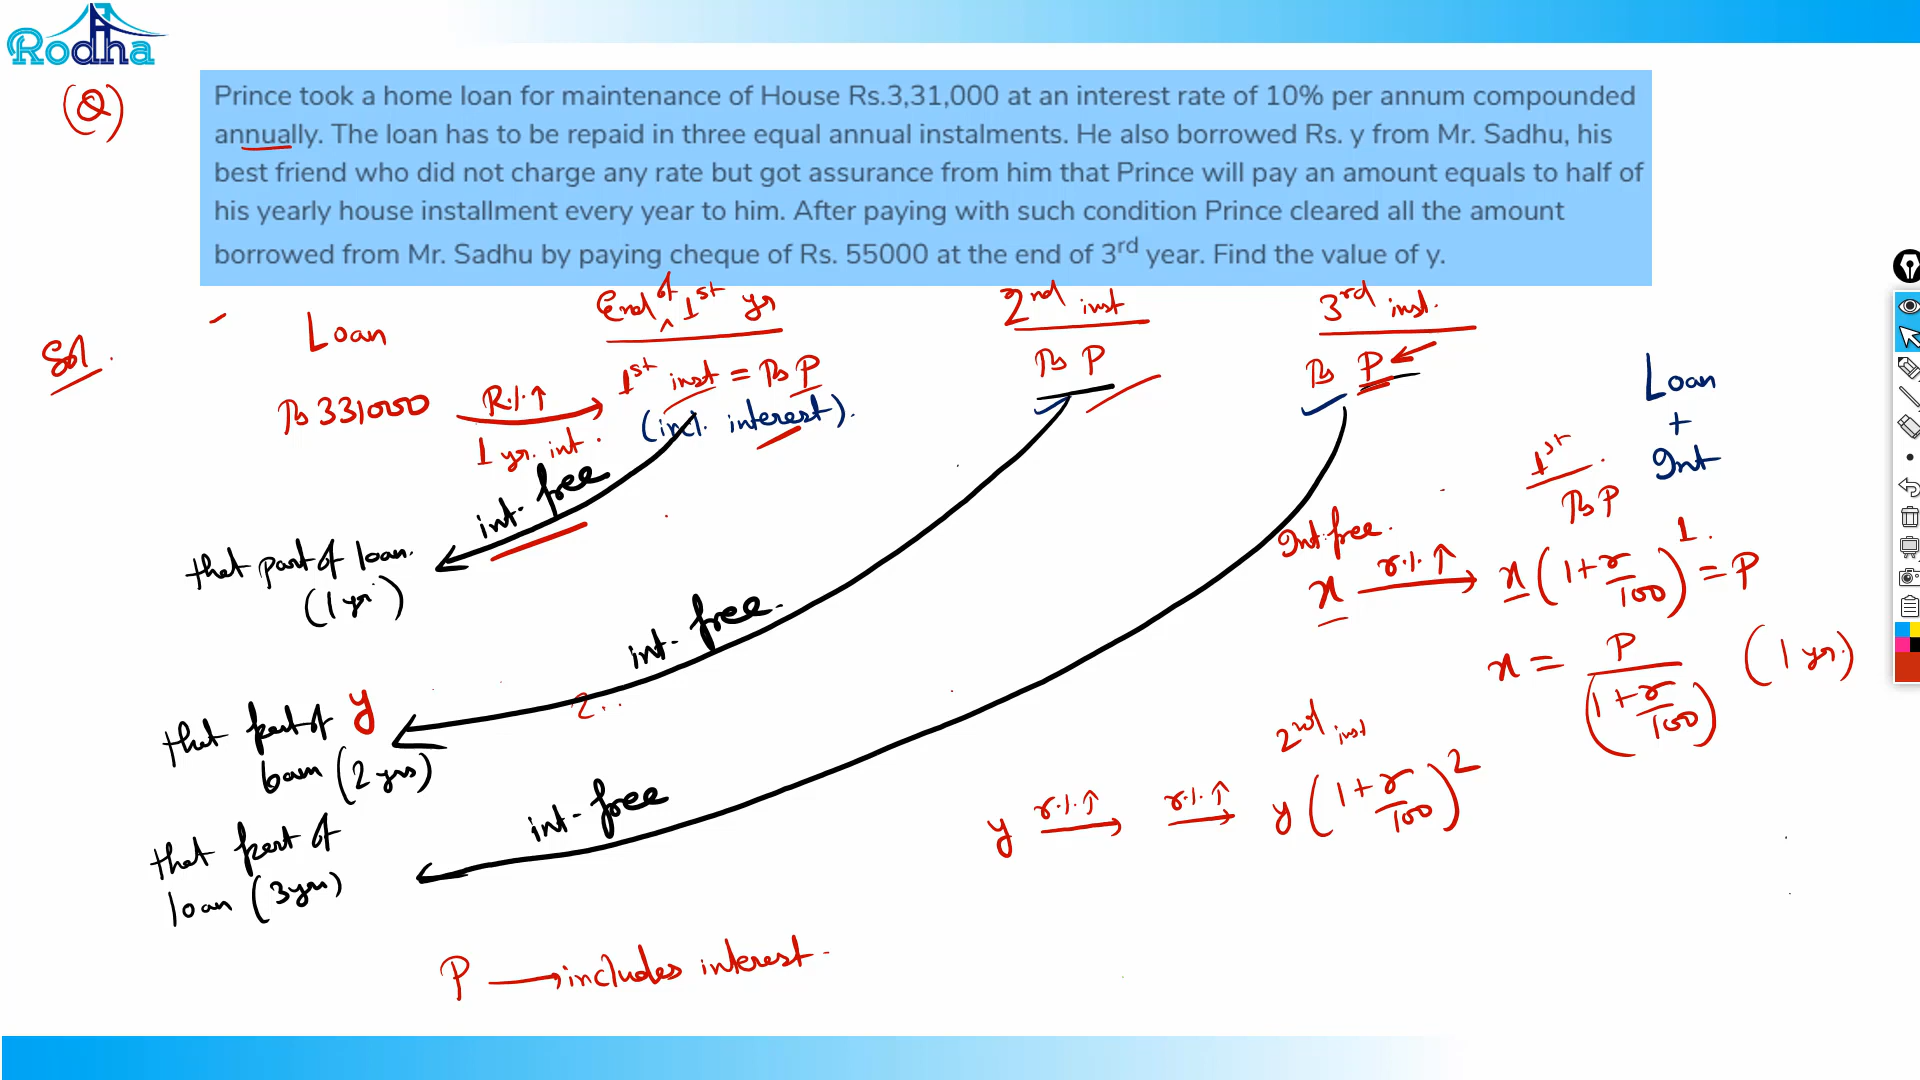 Rodha
(Q)
Prince took a home loan for maintenance of House Rs.3,31,000 at an interest rate of 10% per annum compounded
annually. The loan has to be repaid in three equal annual instalments. He also borrowed Rs. y from Mr. Sadhu, his
best friend who did not charge any rate but got assurance from him that Prince will pay an amount equals to half of
his yearly house installment every year to him. After paying with such condition Prince cleared all the amount
borrowed from Mr. Sadhu by paying cheque of Rs. 55000 at the end of 3rd year. Find the value of y.
Sol.
Loan
Rs 331000
R.%↑
1 yr. int.
End of 1st yr
1st inst = Rs P
(incl. interest).
2nd inst
Rs P
3rd inst.
Rs P
Loan
+
Int
int-free
that part of loan.
(1 yr)
int-free.
2..
that part of y
loan (2 yrs)
int-free
that part of
loan (3yrs)
P → includes interest.
1st.
Rs P
Int.free.
x r.%↑ → x(1+r/100)^1. = P
x = P/(1+r/100) (1 yr.)
2nd inst
y r.%↑ → r.%↑ → y(1+r/100)^2